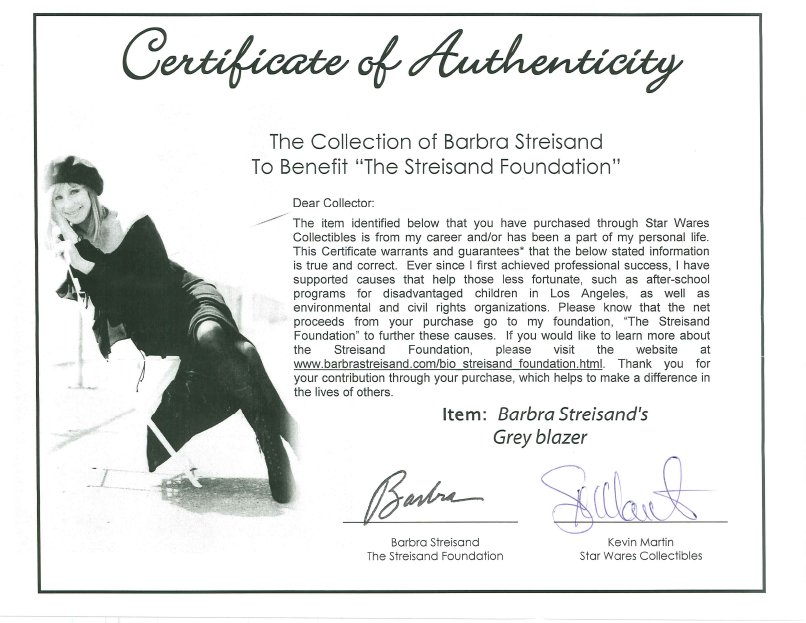 Certificate of Authenticity
The Collection of Barbra Streisand
To Benefit “The Streisand Foundation”
Dear Collector:
The item identified below that you have purchased through Star Wares
Collectibles is from my career and/or has been a part of my personal life.
This Certificate warrants and guarantees* that the below stated information
is true and correct. Ever since I first achieved professional success, I have
supported causes that help those less fortunate, such as after-school
programs for disadvantaged children in Los Angeles, as well as
environmental and civil rights organizations. Please know that the net
proceeds from your purchase go to my foundation, “The Streisand
Foundation” to further these causes. If you would like to learn more about
the Streisand Foundation, please visit the website at
www.barbrastreisand.com/bio_streisand_foundation.html. Thank you for
your contribution through your purchase, which helps to make a difference in
the lives of others.
Item: Barbra Streisand's
Grey blazer
Barbra
Barbra Streisand
The Streisand Foundation
Kevin Martin
Star Wares Collectibles